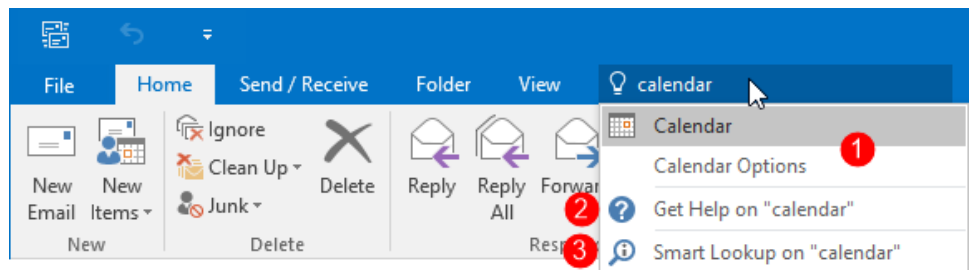 File Home Send / Receive Folder View calendar
Ignore
Clean Up
Junk
New Email
New Items
Delete
Reply
Reply All
Calendar
1
Calendar Options
2 Get Help on "calendar"
3 Smart Lookup on "calendar"
New
Delete